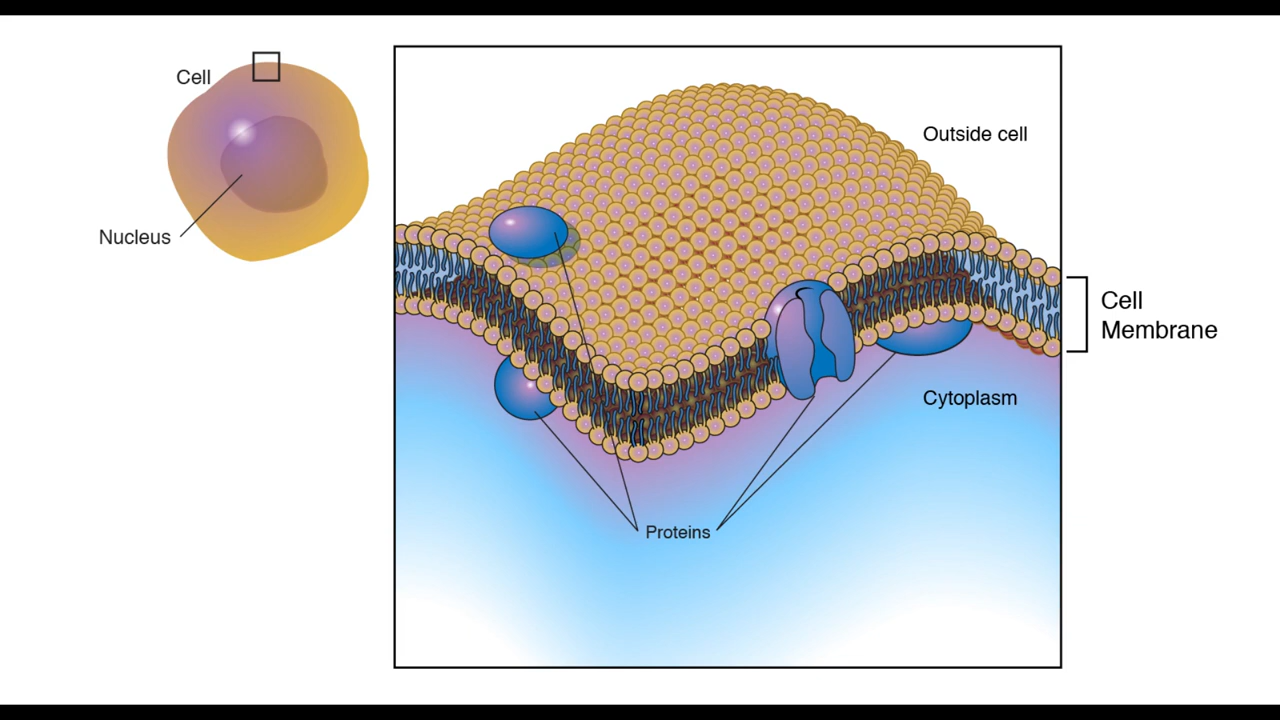 Cell
Nucleus
Outside cell
Cell
Membrane
Cytoplasm
Proteins